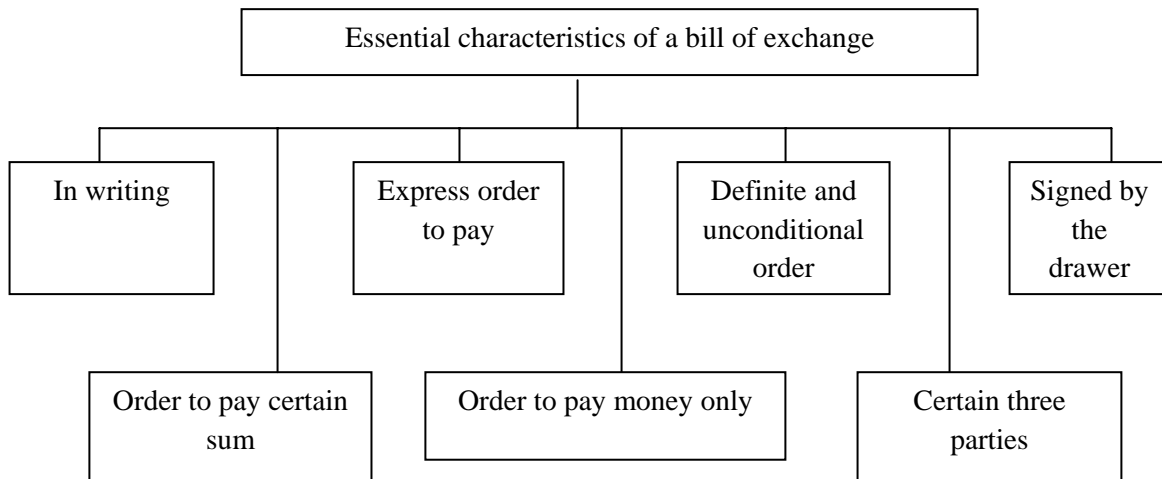 Essential characteristics of a bill of exchange
In writing
Express order
to pay
Definite and
unconditional
order
Signed by
the
drawer
Order to pay certain
sum
Order to pay money only
Certain three
parties